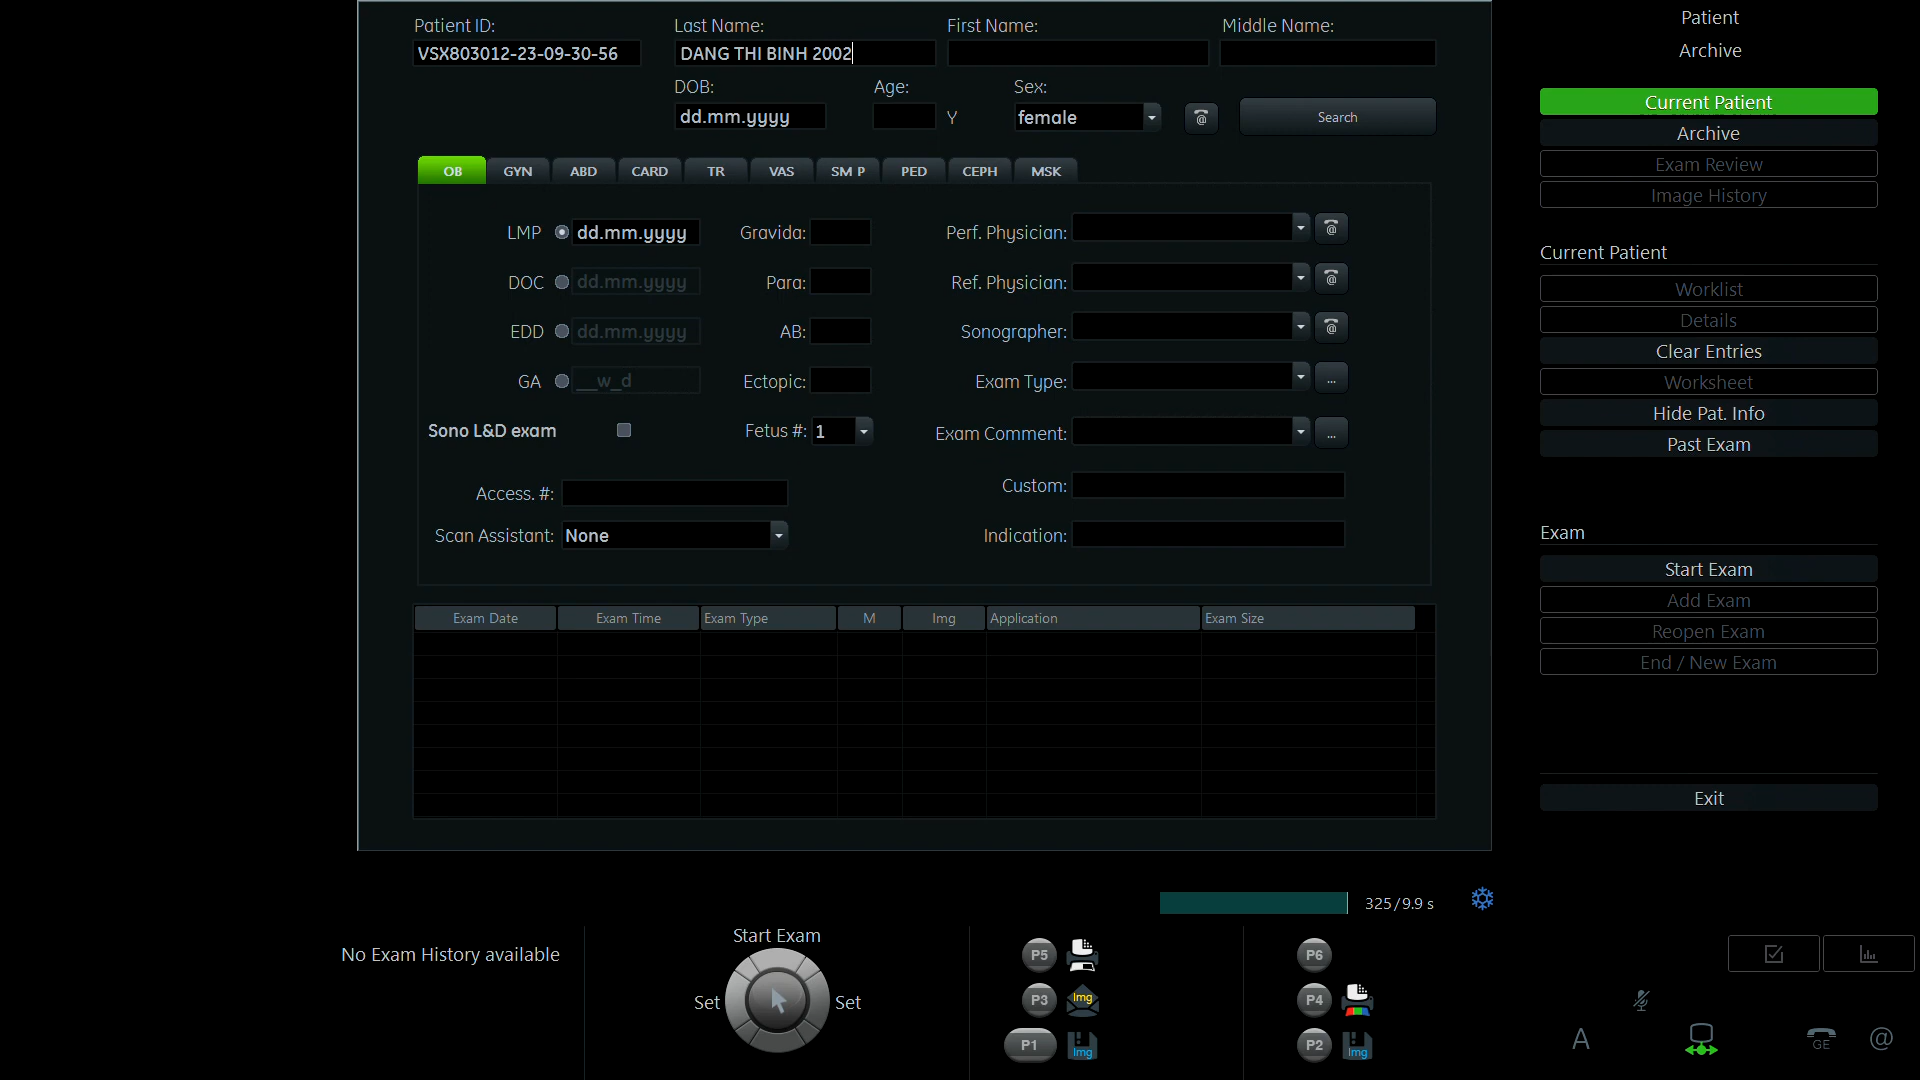 Patient ID: Last Name: First Name: Middle Name:
VSX803012-23-09-30-56 DANG THI BINH 2002
DOB: Age: Sex:
dd.mm.yyyy Y female @ Search
OB GYN ABD CARD TR VAS SM P PED CEPH MSK
LMP dd.mm.yyyy Gravida: Perf. Physician: @
DOC dd.mm.yyyy Para: Ref. Physician: @
EDD dd.mm.yyyy AB: Sonographer: @
GA __w_d Ectopic: Exam Type: ...
Sono L&D exam Fetus #: 1 Exam Comment: ...
Access. #: Custom:
Scan Assistant: None Indication:
Exam Date Exam Time Exam Type M Img Application Exam Size
Patient
Archive
Current Patient
Archive
Exam Review
Image History
Current Patient
Worklist
Details
Clear Entries
Worksheet
Hide Pat. Info
Past Exam
Exam
Start Exam
Add Exam
Reopen Exam
End / New Exam
Exit
325/9.9 s
No Exam History available
Start Exam
Set Set
P5 P6
P3 Img P4
P1 Img P2 Img
A GE @